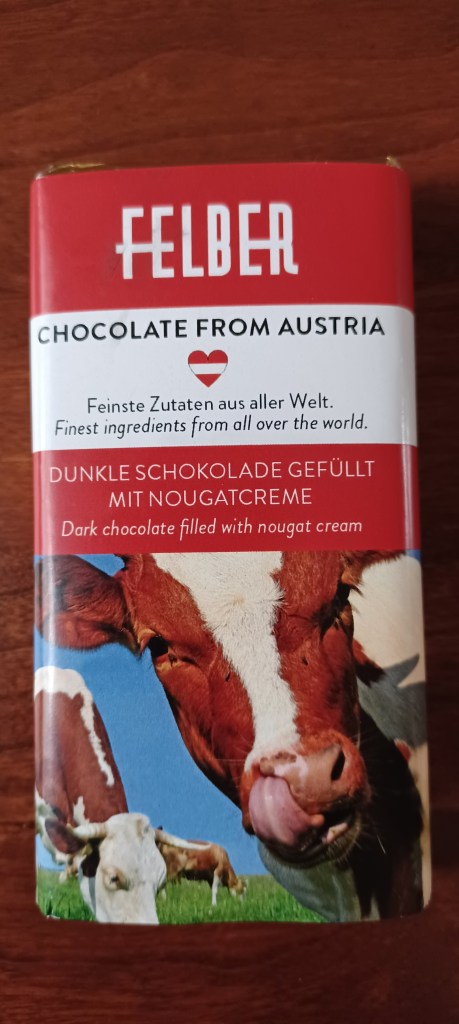 FELBER
CHOCOLATE FROM AUSTRIA
Feinste Zutaten aus aller Welt.
Finest ingredients from all over the world.
DUNKLE SCHOKOLADE GEFÜLLT
MIT NOUGATCREME
Dark chocolate filled with nougat cream